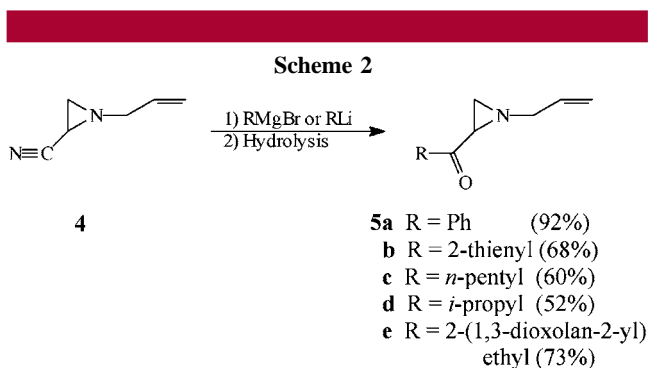 Scheme 2
N
N≡C
1) RMgBr or RLi
2) Hydrolysis
N
R
O
4
5a R = Ph (92%)
b R = 2-thienyl (68%)
c R = n-pentyl (60%)
d R = i-propyl (52%)
e R = 2-(1,3-dioxolan-2-yl)
ethyl (73%)